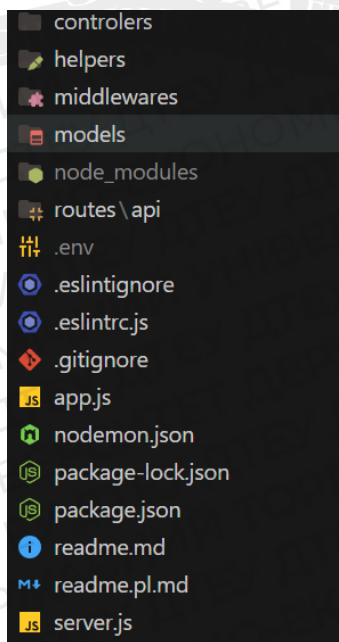 controlers
helpers
middlewares
models
node_modules
routes\api
.env
.eslintignore
.eslintrc.js
.gitignore
app.js
nodemon.json
package-lock.json
package.json
readme.md
readme.pl.md
server.js